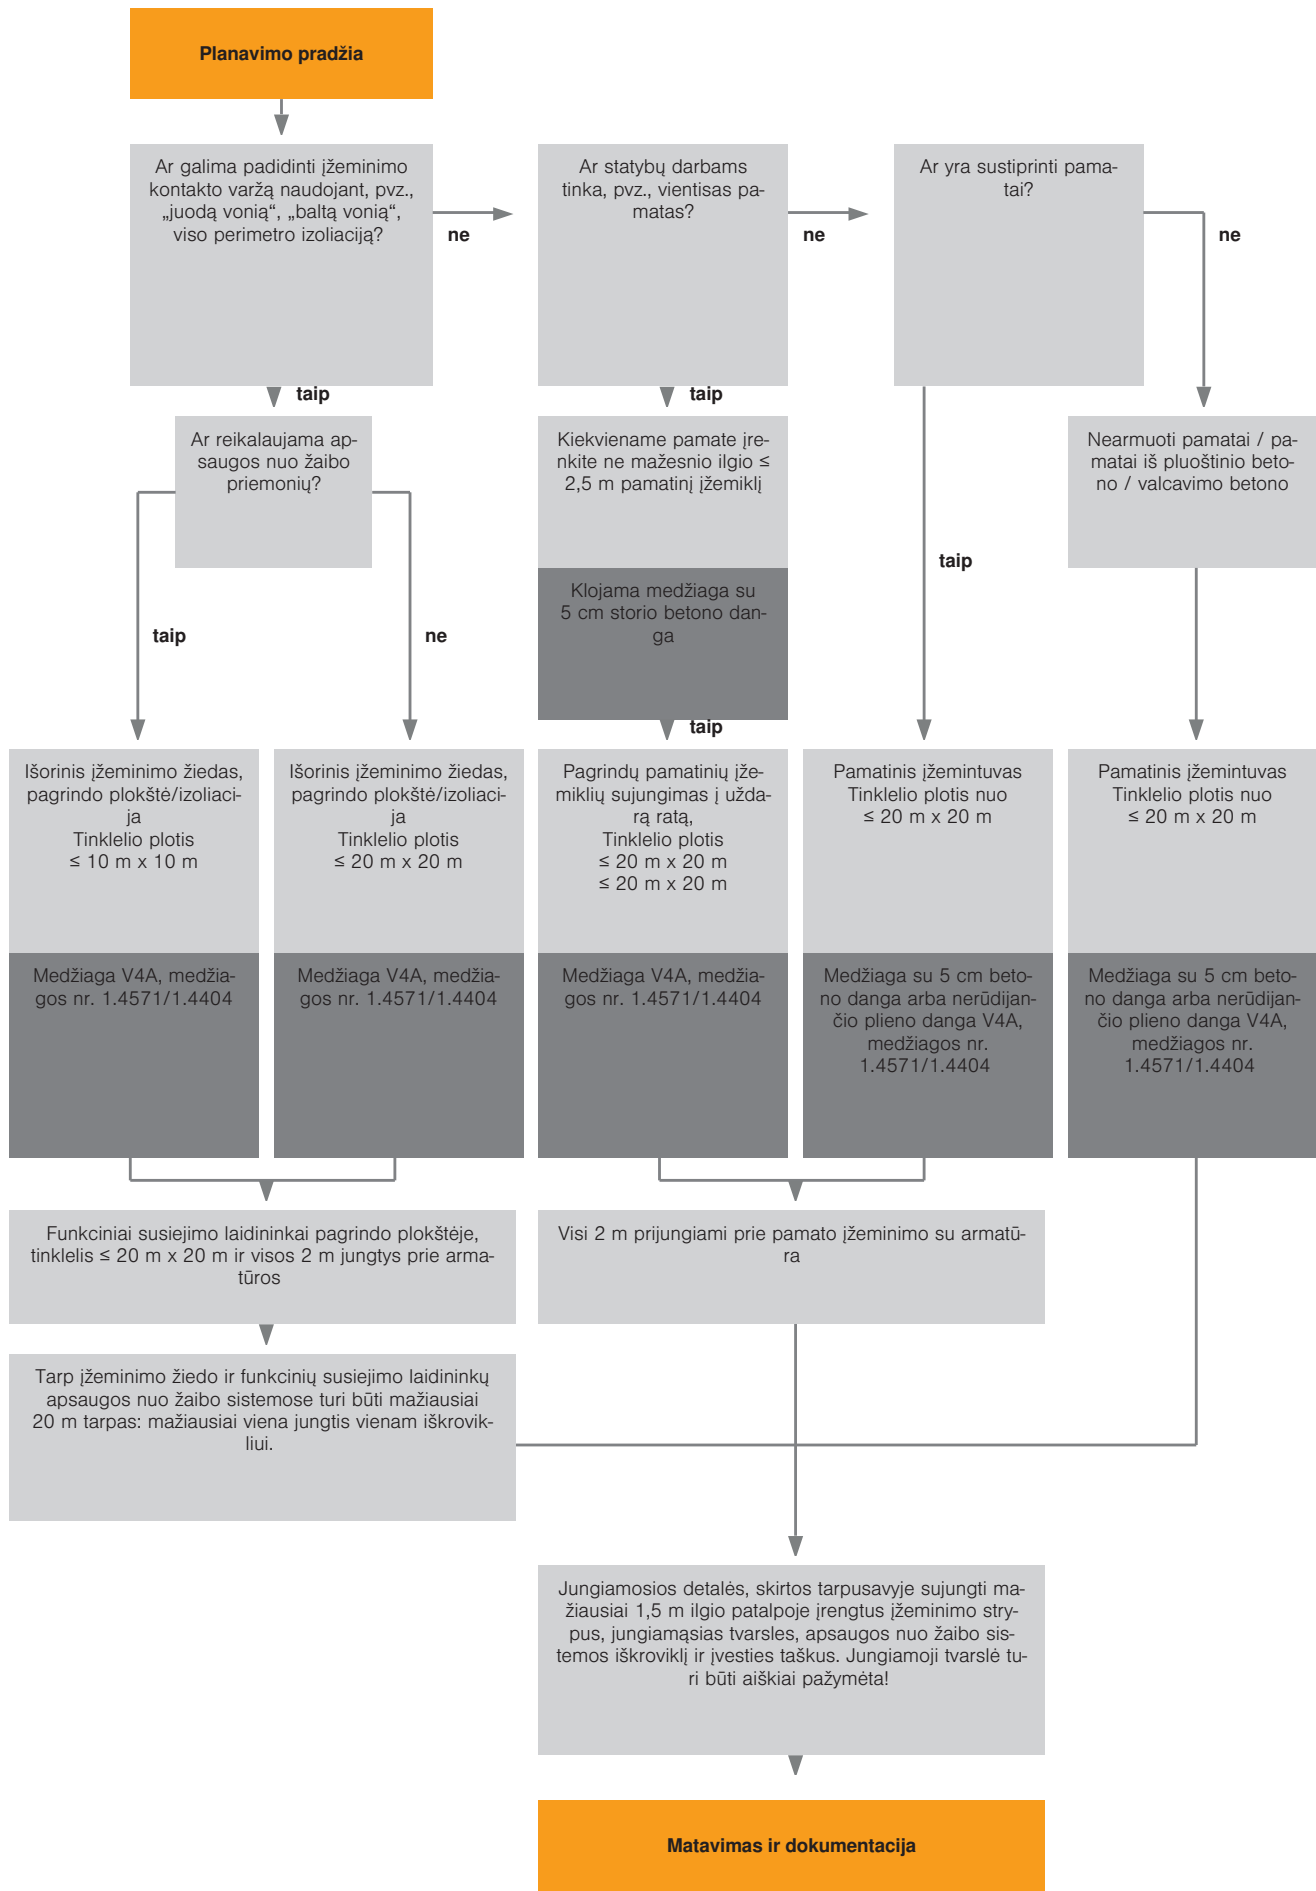 Planavimo pradžia
Ar galima padidinti įžeminimo
kontakto varžą naudojant, pvz.,
„juodą vonią“, „baltą vonią“,
viso perimetro izoliaciją?
ne
Ar statybų darbams
tinka, pvz., vientisas pa-
matas?
ne
Ar yra sustiprinti pama-
tai?
ne
taip
taip
Ar reikalaujama ap-
saugos nuo žaibo
priemonių?
Kiekviename pamate įre-
nkite ne mažesnio ilgio ≤
2,5 m pamatinį įžemiklį
Nearmuoti pamatai / pa-
matai iš pluoštinio beto-
no / valcavimo betono
taip
Klojama medžiaga su
5 cm storio betono dan-
ga
taip
ne
taip
Išorinis įžeminimo žiedas,
pagrindo plokštė/izoliaci-
ja
Tinklelio plotis
≤ 10 m x 10 m
Išorinis įžeminimo žiedas,
pagrindo plokštė/izoliaci-
ja
Tinklelio plotis
≤ 20 m x 20 m
Pagrindų pamatinių įže-
miklių sujungimas į užda-
rą ratą,
Tinklelio plotis
≤ 20 m x 20 m
≤ 20 m x 20 m
Pamatinis įžemintuvas
Tinklelio plotis nuo
≤ 20 m x 20 m
Pamatinis įžemintuvas
Tinklelio plotis nuo
≤ 20 m x 20 m
Medžiaga V4A, medžia-
gos nr. 1.4571/1.4404
Medžiaga V4A, medžia-
gos nr. 1.4571/1.4404
Medžiaga V4A, medžia-
gos nr. 1.4571/1.4404
Medžiaga su 5 cm beto-
no danga arba nerūdijan-
čio plieno danga V4A,
medžiagos nr.
1.4571/1.4404
Medžiaga su 5 cm beto-
no danga arba nerūdijan-
čio plieno danga V4A,
medžiagos nr.
1.4571/1.4404
Funkciniai susiejimo laidininkai pagrindo plokštėje,
tinklelis ≤ 20 m x 20 m ir visos 2 m jungtys prie arma-
tūros
Visi 2 m prijungiami prie pamato įžeminimo su armatū-
ra
Tarp įžeminimo žiedo ir funkcinių susiejimo laidininkų
apsaugos nuo žaibo sistemose turi būti mažiausiai
20 m tarpas: mažiausiai viena jungtis vienam iškrovik-
liui.
Jungiamosios detalės, skirtos tarpusavyje sujungti ma-
žiausiai 1,5 m ilgio patalpoje įrengtus įžeminimo stry-
pus, jungiamąsias tvarsles, apsaugos nuo žaibo sis-
temos iškroviklį ir įvesties taškus. Jungiamoji tvarslė tu-
ri būti aiškiai pažymėta!
Matavimas ir dokumentacija